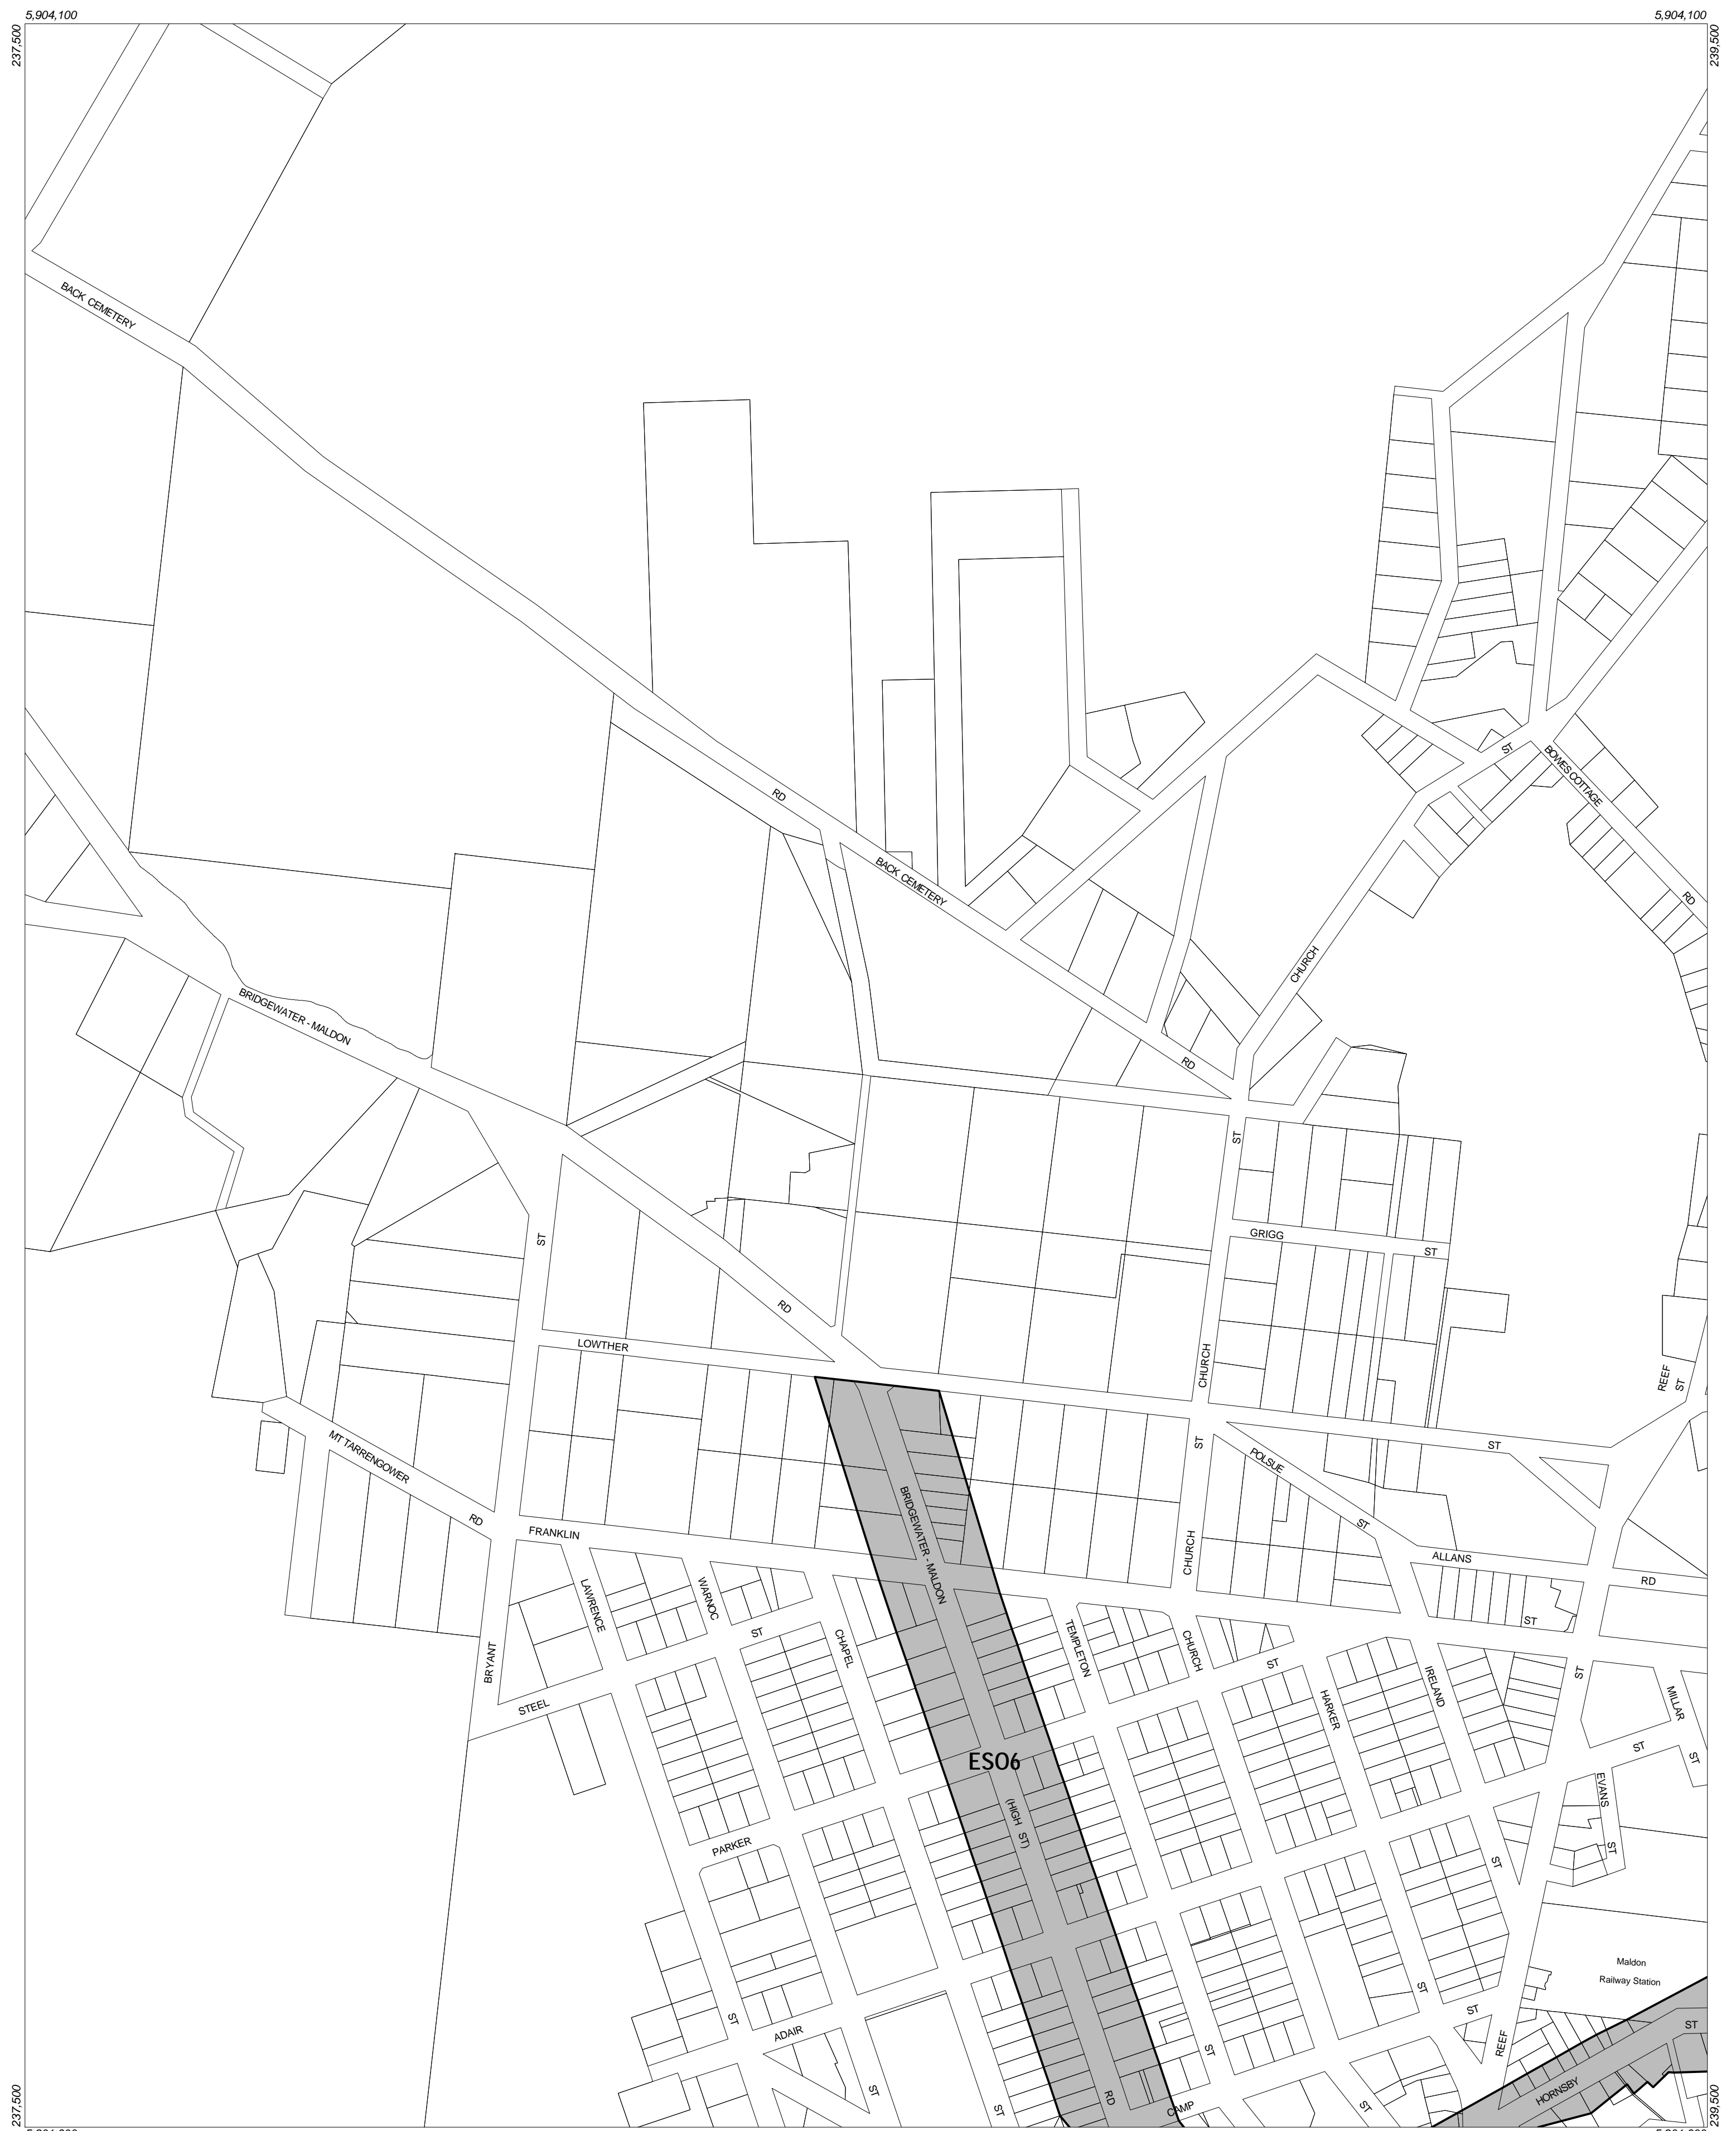 5,904,100
5,904,100
237,500
239,500
BACK CEMETERY
RD
ST
BOWES COTTAGE
BACK CEMETERY
RD
CHURCH
BRIDGEWATER - MALDON
RD
ST
GRIGG
ST
ST
RD
LOWTHER
CHURCH
REEF
ST
MT TARRENGOWER
RD
ST
ST
POLSUE
ST
BRIDGEWATER - MALDON
FRANKLIN
CHURCH
ALLANS
RD
LAWRENCE
WARNOC
ST
CHAPEL
TEMPLETON
CHURCH
ST
ST
BRYANT
STEEL
HARKER
IRELAND
ST
MILLAR
ST
ST
ESO6
EVANS
ST
(HIGH ST)
PARKER
ST
Maldon
Railway Station
ST
ADAIR
ST
ST
ST
ST
REEF
ST
HORNSBY
RD
CAMP
ST
ST
237,500
239,500